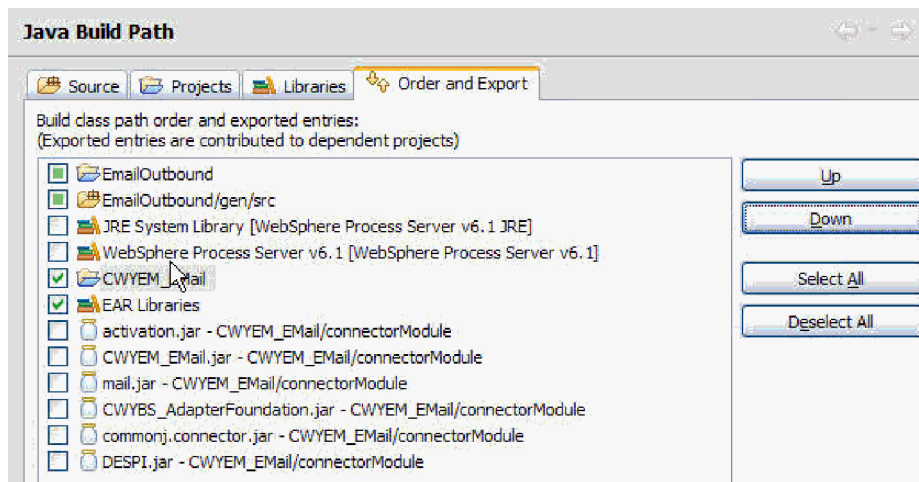 Java Build Path
Source Projects Libraries Order and Export
Build class path order and exported entries:
(Exported entries are contributed to dependent projects)
EmailOutbound
EmailOutbound/gen/src
JRE System Library [WebSphere Process Server v6.1 JRE]
WebSphere Process Server v6.1 [WebSphere Process Server v6.1]
CWYEM_EMail
EAR Libraries
activation.jar - CWYEM_EMail/connectorModule
CWYEM_EMail.jar - CWYEM_EMail/connectorModule
mail.jar - CWYEM_EMail/connectorModule
CWYBS_AdapterFoundation.jar - CWYEM_EMail/connectorModule
commonj.connector.jar - CWYEM_EMail/connectorModule
DESPI.jar - CWYEM_EMail/connectorModule
Up
Down
Select All
Deselect All